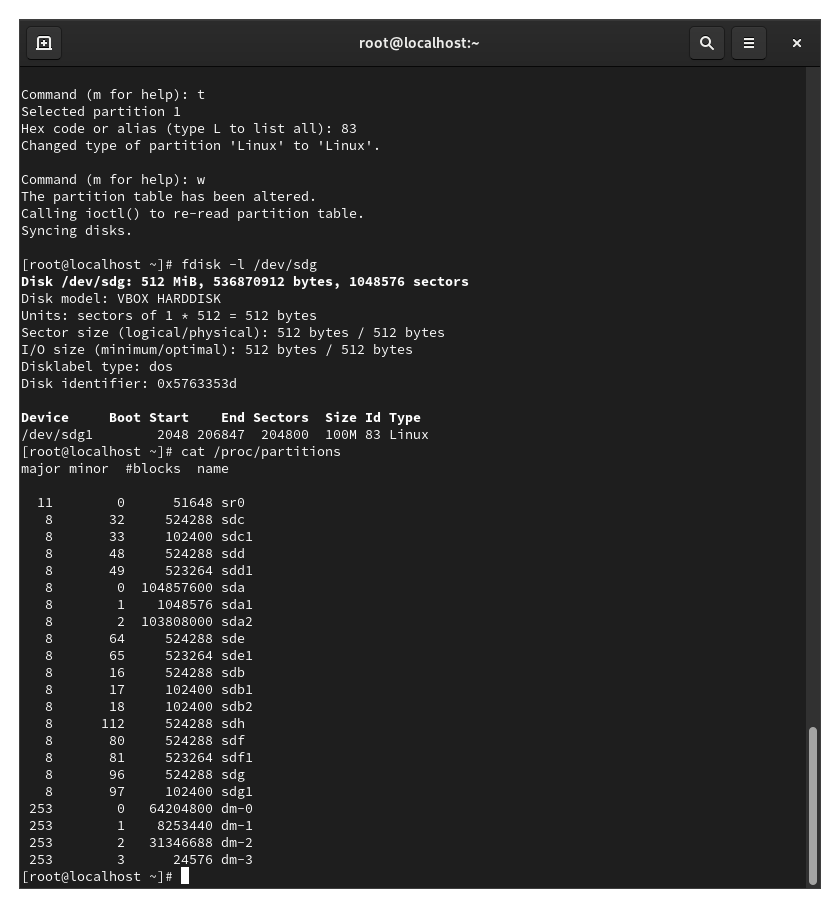 root@localhost:~
Command (m for help): t
Selected partition 1
Hex code or alias (type L to list all): 83
Changed type of partition 'Linux' to 'Linux'.
Command (m for help): w
The partition table has been altered.
Calling ioctl() to re-read partition table.
Syncing disks.
[root@localhost ~]# fdisk -l /dev/sdg
Disk /dev/sdg: 512 MiB, 536870912 bytes, 1048576 sectors
Disk model: VBOX HARDDISK
Units: sectors of 1 * 512 = 512 bytes
Sector size (logical/physical): 512 bytes / 512 bytes
I/O size (minimum/optimal): 512 bytes / 512 bytes
Disklabel type: dos
Disk identifier: 0x5763353d
Device     Boot Start    End Sectors  Size Id Type
/dev/sdg1        2048 206847  204800  100M 83 Linux
[root@localhost ~]# cat /proc/partitions
major minor  #blocks  name
  11        0      51648 sr0
   8       32     524288 sdc
   8       33     102400 sdc1
   8       48     524288 sdd
   8       49     523264 sdd1
   8        0  104857600 sda
   8        1    1048576 sda1
   8        2  103808000 sda2
   8       64     524288 sde
   8       65     523264 sde1
   8       16     524288 sdb
   8       17     102400 sdb1
   8       18     102400 sdb2
   8      112     524288 sdh
   8       80     524288 sdf
   8       81     523264 sdf1
   8       96     524288 sdg
   8       97     102400 sdg1
 253        0   64204800 dm-0
 253        1    8253440 dm-1
 253        2   31346688 dm-2
 253        3      24576 dm-3
[root@localhost ~]#